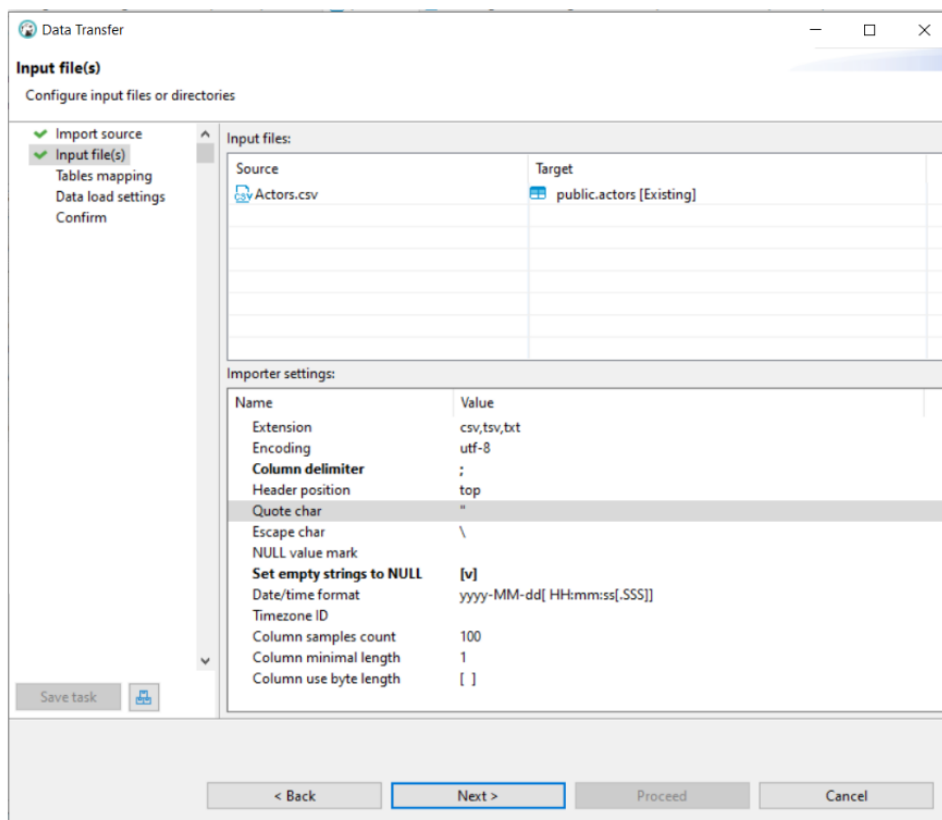 Data Transfer
Input file(s)
Configure input files or directories
Import source
Input file(s)
Tables mapping
Data load settings
Confirm
Save task
Input files:
Source Target
Actors.csv public.actors [Existing]
Importer settings:
Name Value
Extension csv,tsv,txt
Encoding utf-8
Column delimiter ;
Header position top
Quote char "
Escape char \
NULL value mark
Set empty strings to NULL [v]
Date/time format yyyy-MM-dd[ HH:mm:ss[.SSS]]
Timezone ID
Column samples count 100
Column minimal length 1
Column use byte length [ ]
< Back Next > Proceed Cancel